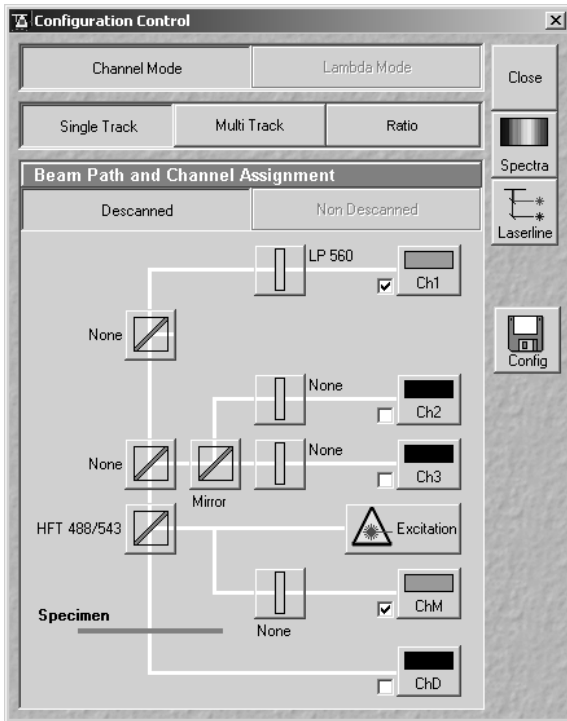 Configuration Control
Channel Mode
Lambda Mode
Close
Single Track
Multi Track
Ratio
Spectra
Beam Path and Channel Assignment
Descanned
Non Descanned
Laserline
LP 560
Ch1
None
Config
None
Ch2
None
None
Ch3
Mirror
HFT 488/543
Excitation
ChM
Specimen
None
ChD